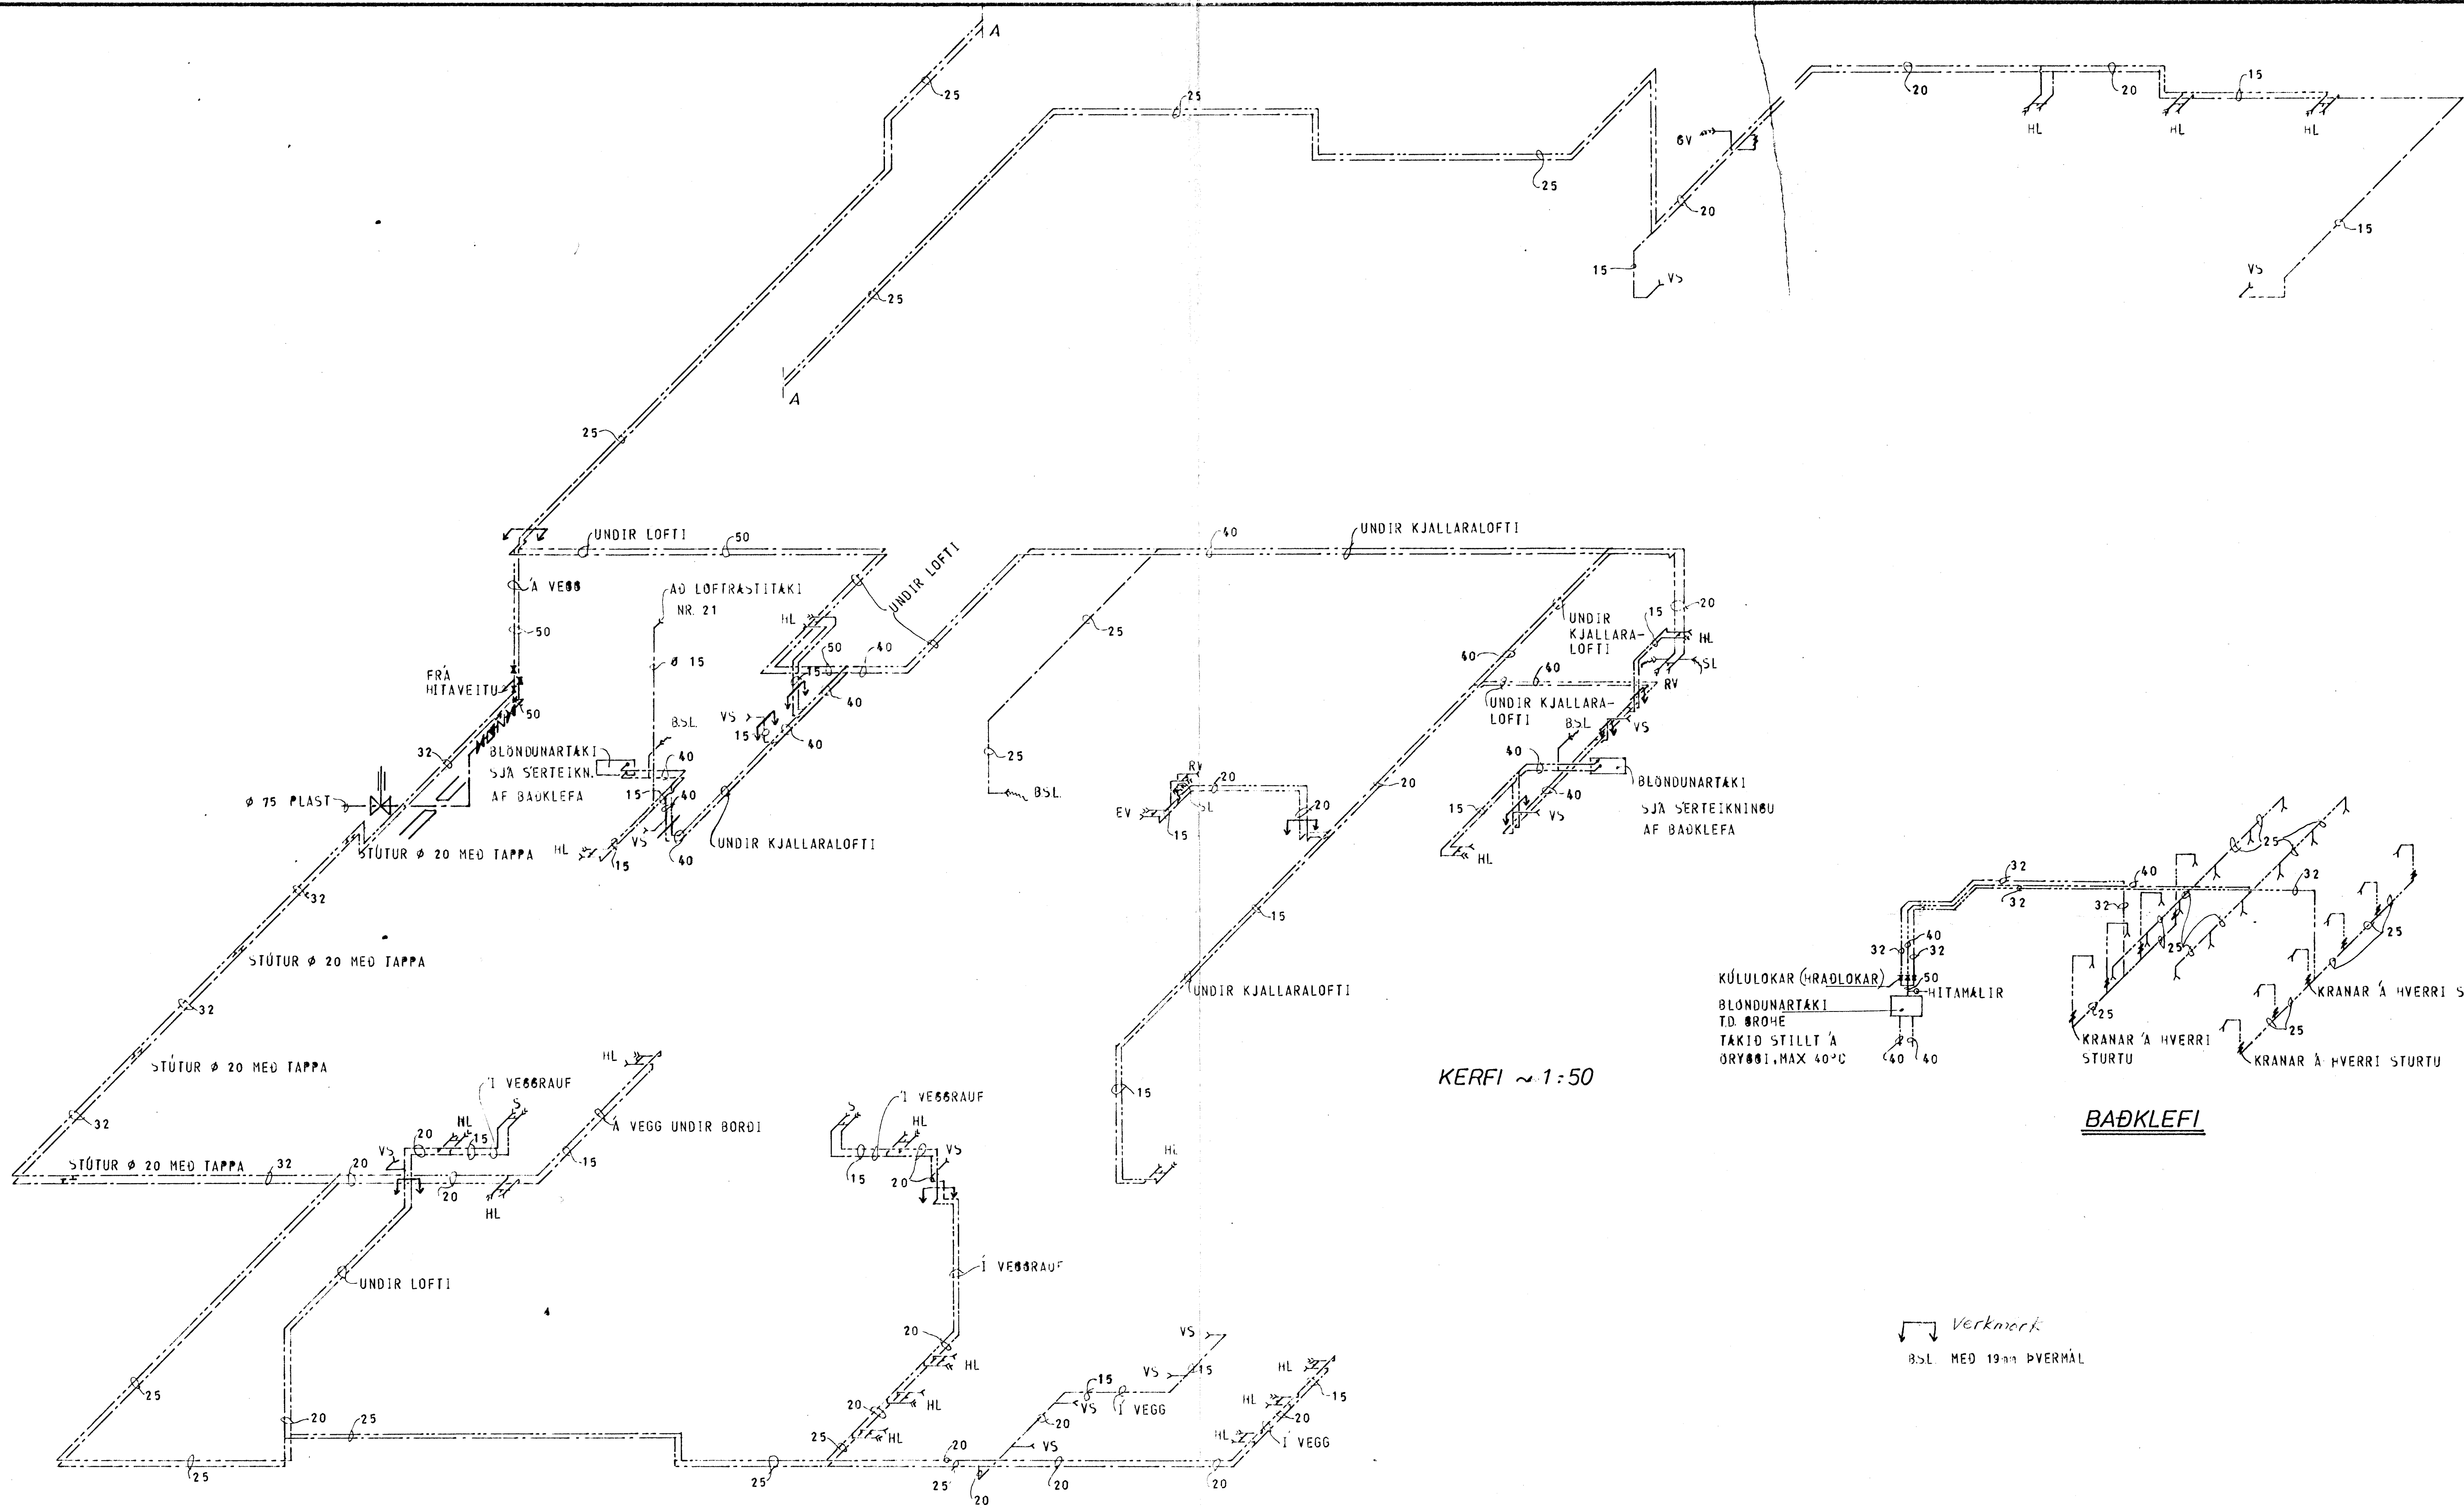 A
25
25
25
20
20
15
HL
HL
HL
GV
20
15
VS
15
VS
25
A
25
UNDIR LOFTI
50
40
UNDIR KJALLARALOFTI
UNDIR LOFTI
Á VEGG
50
AÐ LOFTRÆSTITÆKI
NR. 21
HL
Ø 15
50
40
15
25
UNDIR
KJALLARA-
LOFTI
15
20
HL
SL
40
40
RV
UNDIR KJALLARA-
LOFTI
B.S.L.
VS
FRÁ
HITAVEITU
50
32
B.S.L.
VS
15
40
40
25
BLÖNDUNARTÆKI
SJÁ SÉRTEIKN.
AF BAÐKLEFA
40
15
40
VS
HL
15
40
UNDIR KJALLARALOFTI
B.S.L.
RV
20
SL
EV
15
20
20
40
BLÖNDUNARTÆKI
SJÁ SÉRTEIKNINGU
AF BAÐKLEFA
40
15
VS
HL
Ø 75 PLAST
STÚTUR Ø 20 MEÐ TAPPA
32
STÚTUR Ø 20 MEÐ TAPPA
32
STÚTUR Ø 20 MEÐ TAPPA
32
STÚTUR Ø 20 MEÐ TAPPA
32
20
15
UNDIR KJALLARALOFTI
15
HL
KERFI ~ 1:50
32
32
40
32
32
25
25
25
25
25
32
40
32
KÚLULOKAR (HRAÐLOKAR)
50
HITAMÆLIR
BLÖNDUNARTÆKI
T.D. GROHE
TÆKIÐ STILLT Á
ÖRYGGI, MAX 40°C
40
40
KRANAR Á HVERRI
STURTU
KRANAR Á HVERRI S
KRANAR Á HVERRI STURTU
BAÐKLEFI
HL
Í VEGGRAUF
S
HL
20
15
VS
Á VEGG UNDIR BORÐI
15
20
HL
S
Í VEGGRAUF
HL
VS
15
20
Í VEGGRAUF
UNDIR LOFTI
25
20
25
25
20
HL
HL
20
HL
25
25
20
25
20
20
20
VS
VS
15
15
VS
Í VEGG
20
VS
HL
15
HL
20
HL
Í VEGG
Verkmörk
B.S.L. MEÐ 19mm ÞVERMÁL